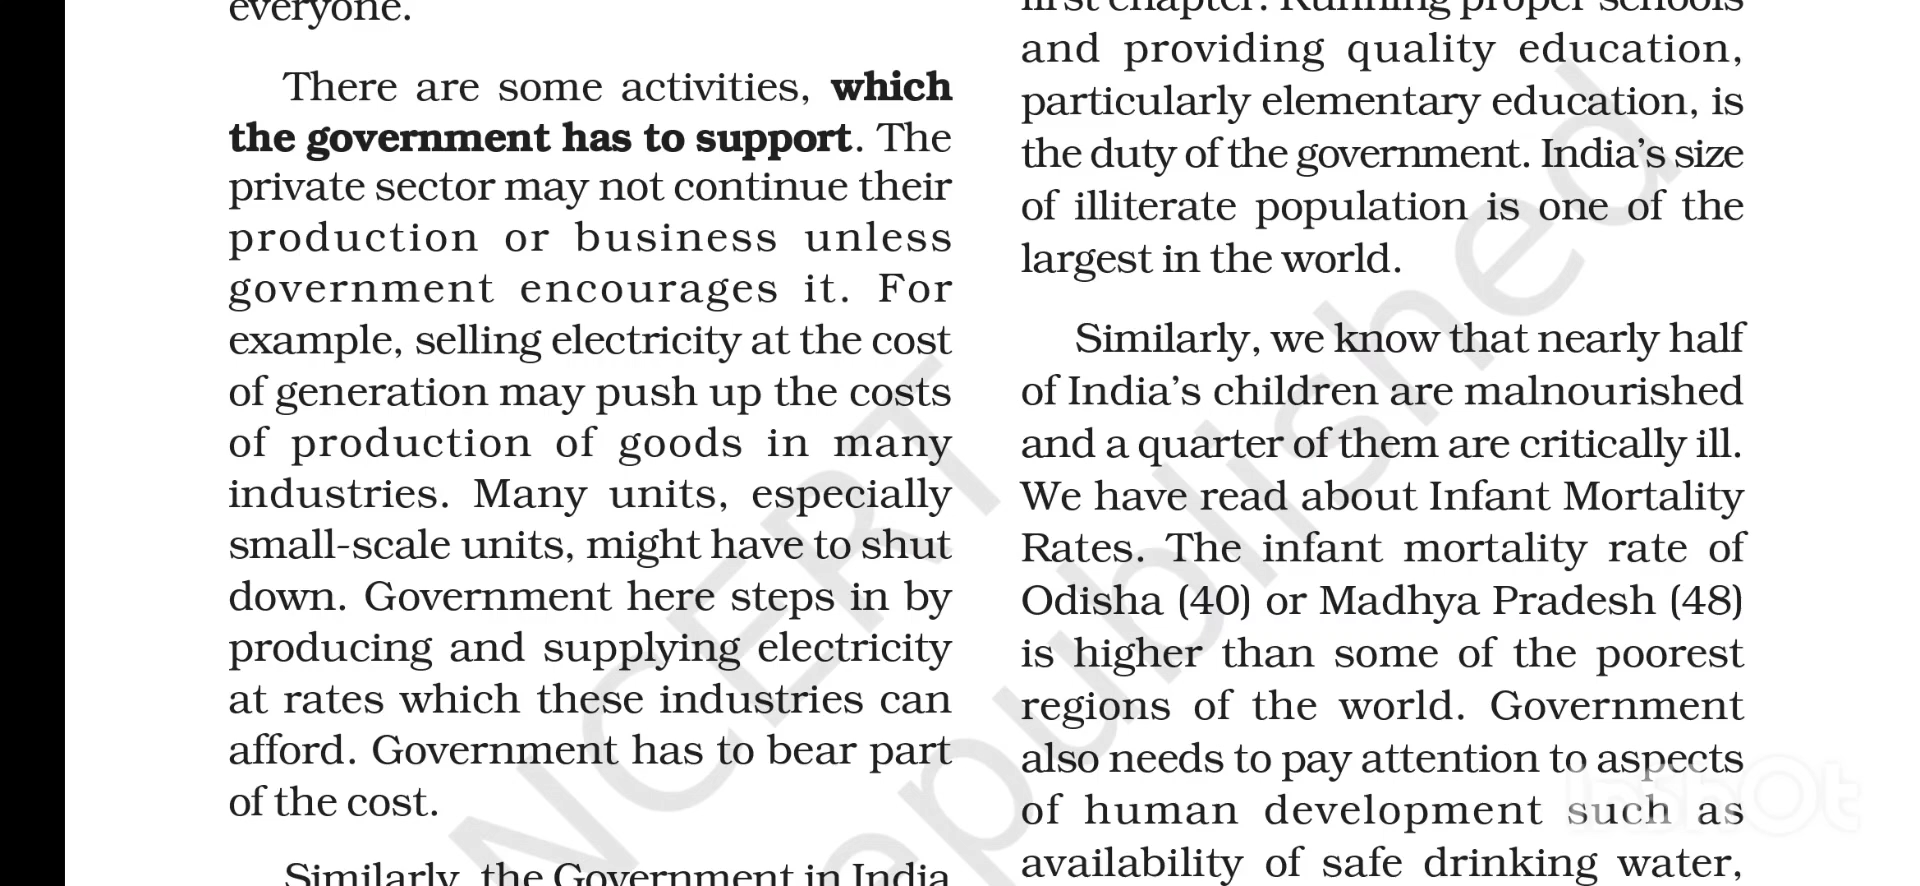 everyone.
There are some activities, which
the government has to support. The
private sector may not continue their
production or business unless
government encourages it. For
example, selling electricity at the cost
of generation may push up the costs
of production of goods in many
industries. Many units, especially
small-scale units, might have to shut
down. Government here steps in by
producing and supplying electricity
at rates which these industries can
afford. Government has to bear part
of the cost.
Similarly, the Government in India
first chapter. Running proper schools
and providing quality education,
particularly elementary education, is
the duty of the government. India’s size
of illiterate population is one of the
largest in the world.
Similarly, we know that nearly half
of India’s children are malnourished
and a quarter of them are critically ill.
We have read about Infant Mortality
Rates. The infant mortality rate of
Odisha (40) or Madhya Pradesh (48)
is higher than some of the poorest
regions of the world. Government
also needs to pay attention to aspects
of human development such as
availability of safe drinking water,
NCERT
published
InShOt